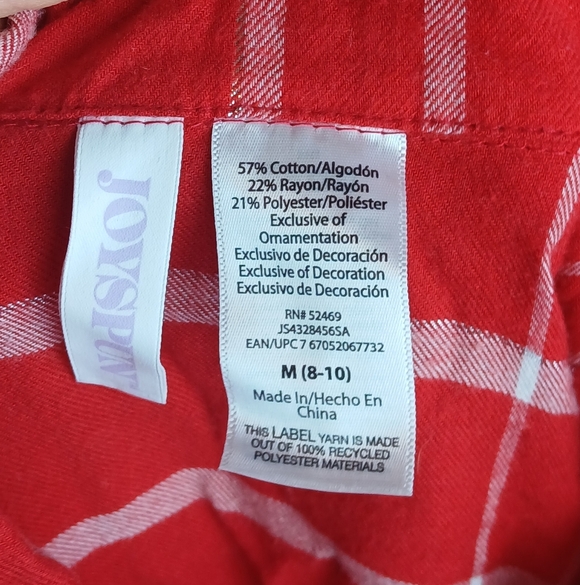 JOYSPUN
57% Cotton/Algodón
22% Rayon/Rayón
21% Polyester/Poliéster
Exclusive of
Ornamentation
Exclusivo de Decoración
Exclusive of Decoration
Exclusivo de Decoración
RN# 52469
JS4328456SA
EAN/UPC 7 67052067732
M (8-10)
Made In/Hecho En
China
THIS LABEL YARN IS MADE
OUT OF 100% RECYCLED
POLYESTER MATERIALS